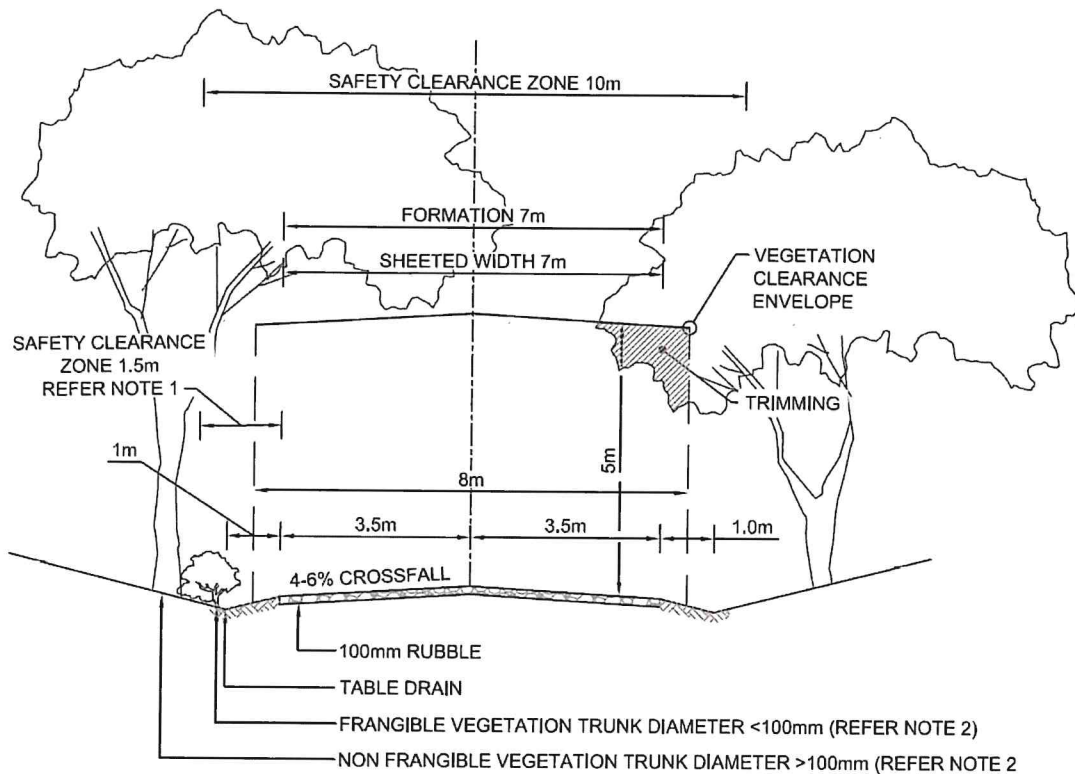 SAFETY CLEARANCE ZONE 10m
FORMATION 7m
SHEETED WIDTH 7m
VEGETATION
CLEARANCE
ENVELOPE
SAFETY CLEARANCE
ZONE 1.5m
REFER NOTE 1
TRIMMING
1m
5m
8m
3.5m
3.5m
1.0m
4-6% CROSSFALL
100mm RUBBLE
TABLE DRAIN
FRANGIBLE VEGETATION TRUNK DIAMETER <100mm (REFER NOTE 2)
NON FRANGIBLE VEGETATION TRUNK DIAMETER >100mm (REFER NOTE 2